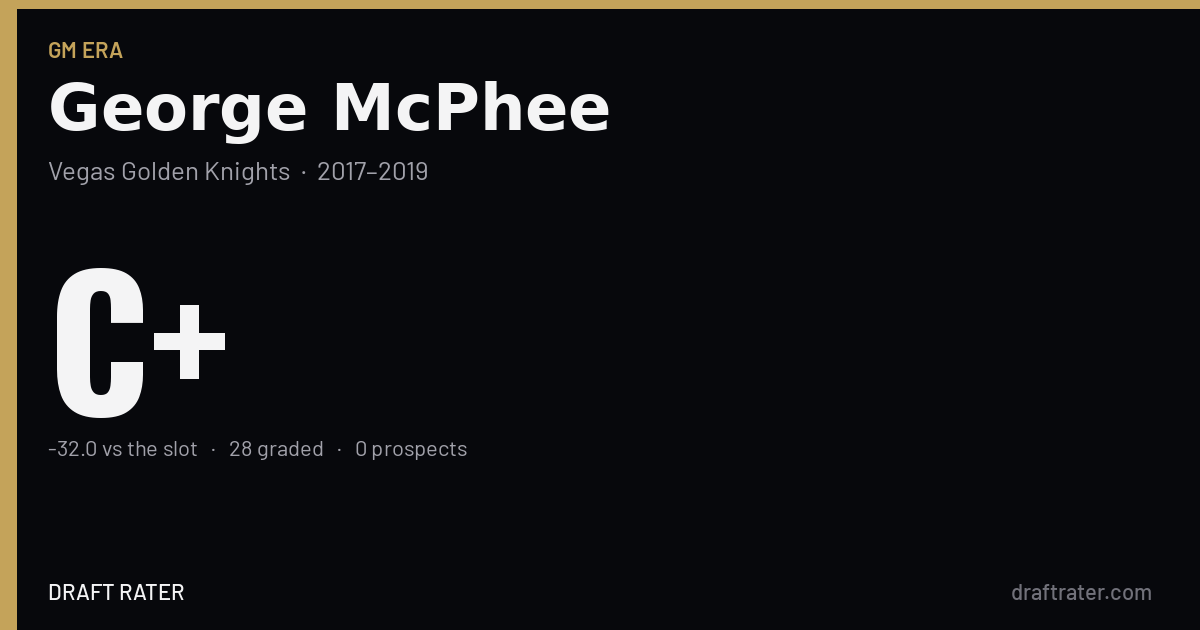 GM ERA
George McPhee
Vegas Golden Knights · 2017–2019
C+
-32.0 vs the slot · 28 graded · 0 prospects
DRAFT RATER
draftrater.com